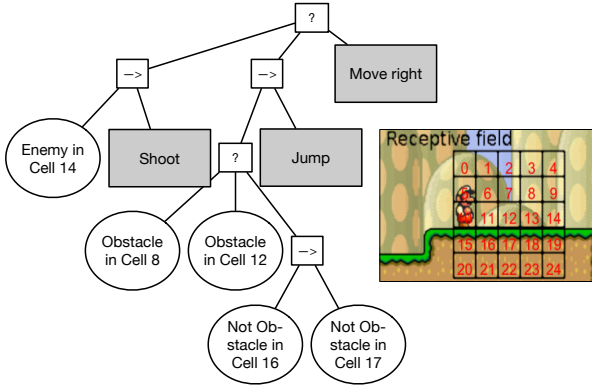 ?
—>
—>
Move right
Enemy in
Cell 14
Shoot
?
Jump
Obstacle
in Cell 8
Obstacle
in Cell 12
—>
Not Ob-
stacle in
Cell 16
Not Ob-
stacle in
Cell 17
Receptive field
0 1 2 3 4
6 7 8 9
11 12 13 14
15 16 17 18 19
20 21 22 23 24